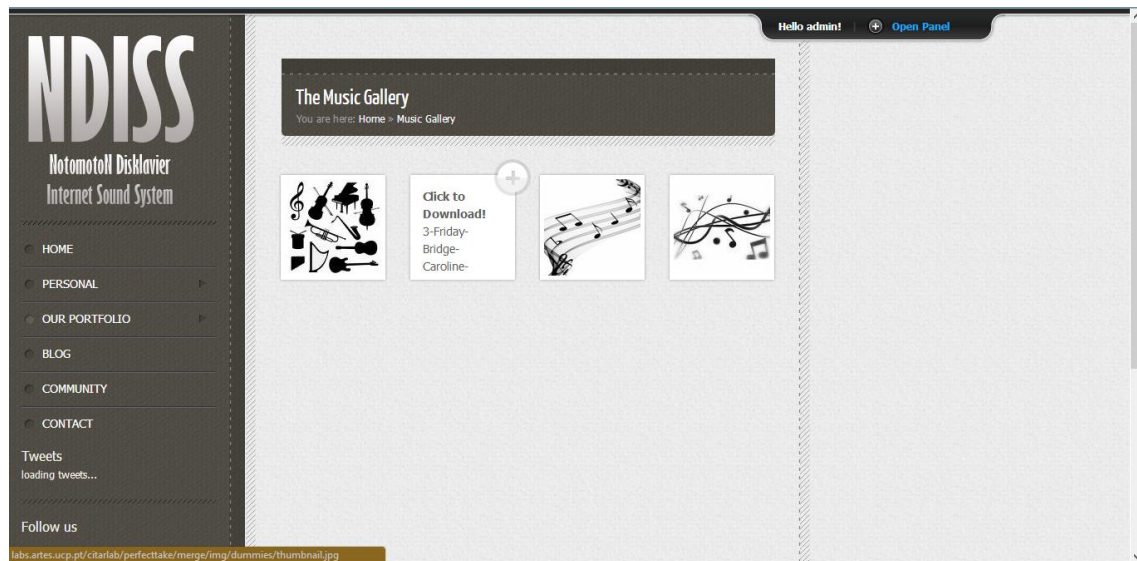 Hello admin!
Open Panel
NDISS
NotomotoN Disklavier
Internet Sound System
HOME
PERSONAL
OUR PORTFOLIO
BLOG
COMMUNITY
CONTACT
Tweets
loading tweets...
Follow us
The Music Gallery
You are here: Home » Music Gallery
Click to
Download!
3-Friday-
Bridge-
Caroline-
labs.artes.ucp.pt/citarlab/perfecttake/merge/img/dummies/thumbnail.jpg